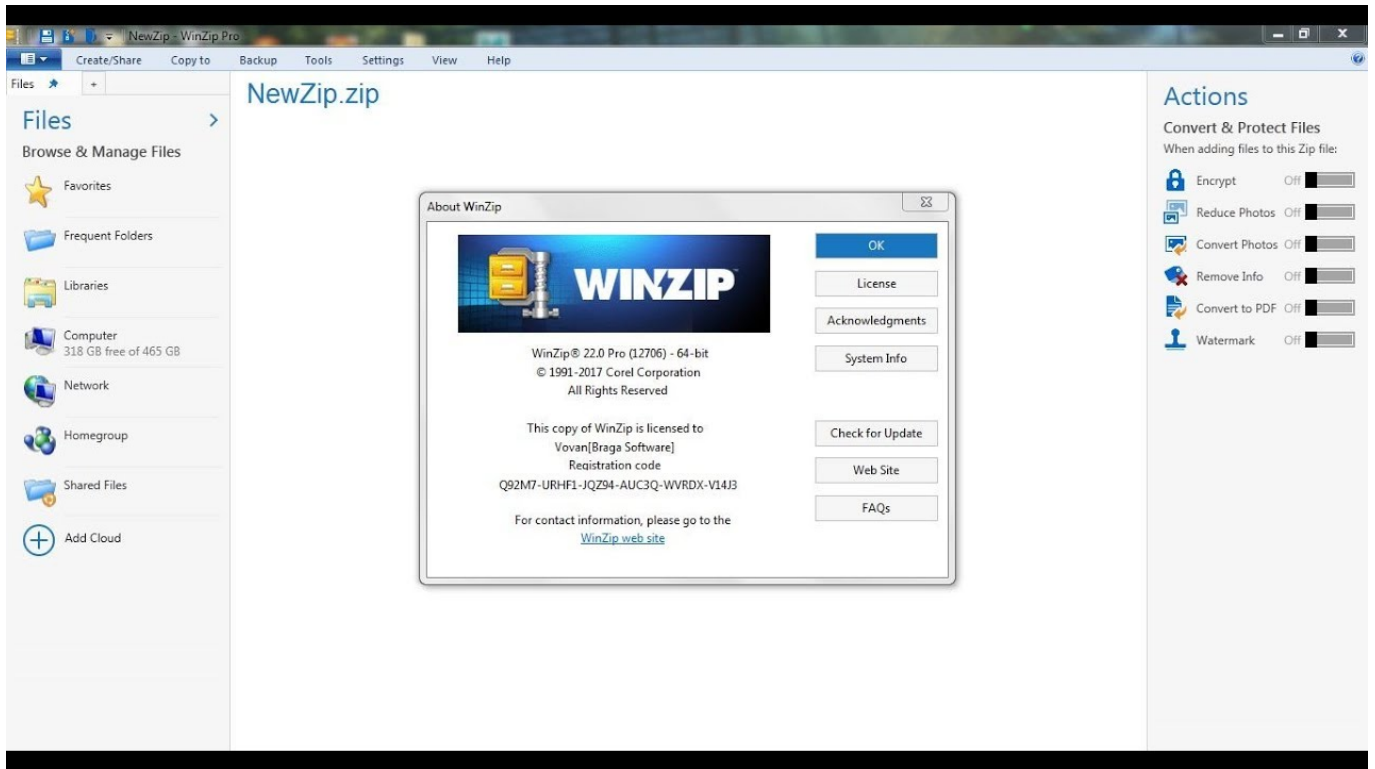 NewZip - WinZip Pro
Create/Share Copy to Backup Tools Settings View Help
Files +
NewZip.zip
Files
Browse & Manage Files
Favorites
Frequent Folders
Libraries
Computer
318 GB free of 465 GB
Network
Homegroup
Shared Files
Add Cloud
About WinZip
WINZIP
WinZip® 22.0 Pro (12706) - 64-bit
© 1991-2017 Corel Corporation
All Rights Reserved
This copy of WinZip is licensed to
Vovan[Braga Software]
Registration code
Q92M7-URHF1-JQZ94-AUC3Q-WVRDX-V14J3
For contact information, please go to the
WinZip web site
OK
License
Acknowledgments
System Info
Check for Update
Web Site
FAQs
Actions
Convert & Protect Files
When adding files to this Zip file:
Encrypt Off
Reduce Photos Off
Convert Photos Off
Remove Info Off
Convert to PDF Off
Watermark Off